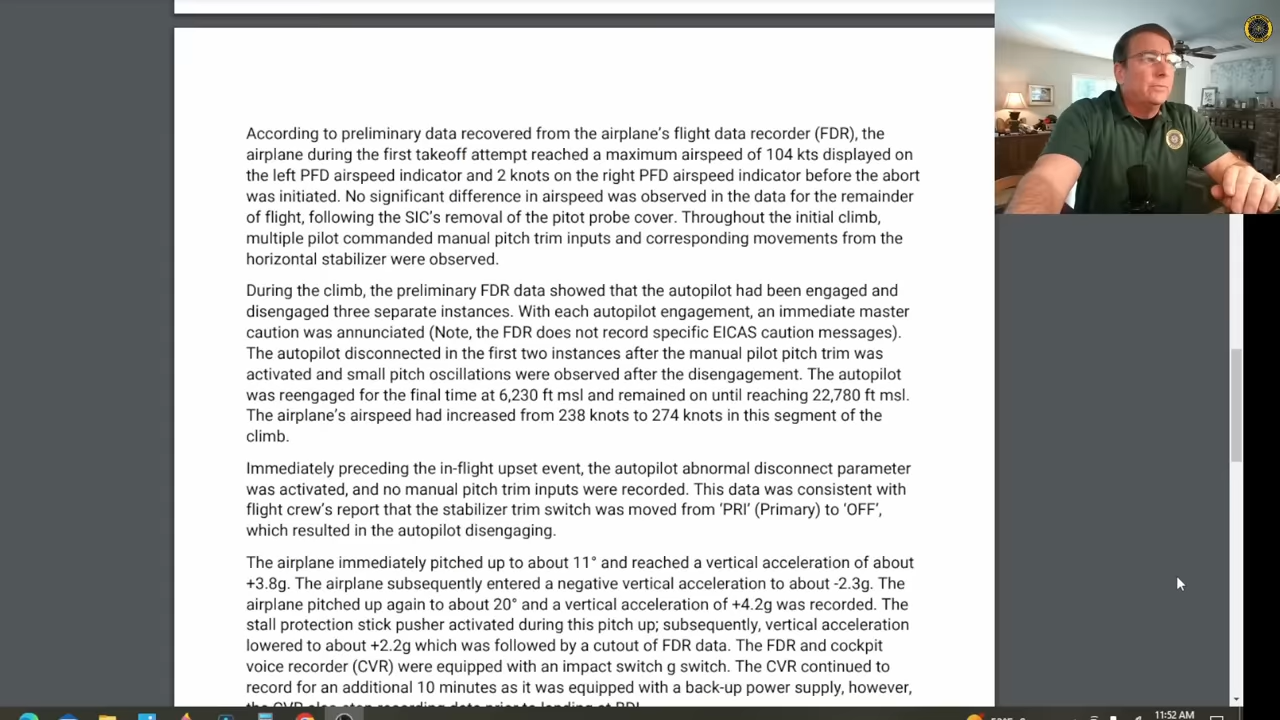 According to preliminary data recovered from the airplane's flight data recorder (FDR), the
airplane during the first takeoff attempt reached a maximum airspeed of 104 kts displayed on
the left PFD airspeed indicator and 2 knots on the right PFD airspeed indicator before the abort
was initiated. No significant difference in airspeed was observed in the data for the remainder
of flight, following the SIC's removal of the pitot probe cover. Throughout the initial climb,
multiple pilot commanded manual pitch trim inputs and corresponding movements from the
horizontal stabilizer were observed.
During the climb, the preliminary FDR data showed that the autopilot had been engaged and
disengaged three separate instances. With each autopilot engagement, an immediate master
caution was annunciated (Note, the FDR does not record specific EICAS caution messages).
The autopilot disconnected in the first two instances after the manual pilot pitch trim was
activated and small pitch oscillations were observed after the disengagement. The autopilot
was reengaged for the final time at 6,230 ft msl and remained on until reaching 22,780 ft msl.
The airplane's airspeed had increased from 238 knots to 274 knots in this segment of the
climb.
Immediately preceding the in-flight upset event, the autopilot abnormal disconnect parameter
was activated, and no manual pitch trim inputs were recorded. This data was consistent with
flight crew's report that the stabilizer trim switch was moved from 'PRI' (Primary) to 'OFF',
which resulted in the autopilot disengaging.
The airplane immediately pitched up to about 11° and reached a vertical acceleration of about
+3.8g. The airplane subsequently entered a negative vertical acceleration to about -2.3g. The
airplane pitched up again to about 20° and a vertical acceleration of +4.2g was recorded. The
stall protection stick pusher activated during this pitch up; subsequently, vertical acceleration
lowered to about +2.2g which was followed by a cutout of FDR data. The FDR and cockpit
voice recorder (CVR) were equipped with an impact switch g switch. The CVR continued to
record for an additional 10 minutes as it was equipped with a back-up power supply, however,
the CVR also stop recording data prior to landing at BDL.
11:52 AM